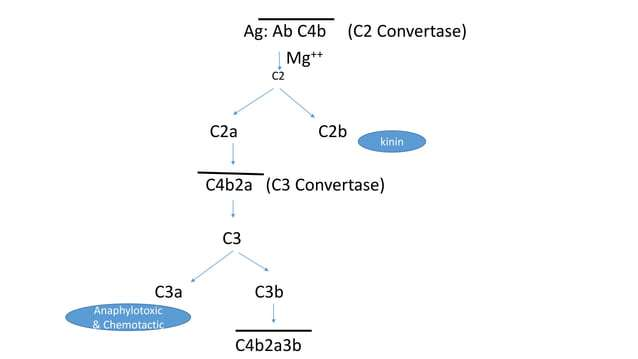 Ag: Ab C4b (C2 Convertase)
Mg++
C2
C2a
C2b
kinin
C4b2a (C3 Convertase)
C3
C3a
C3b
Anaphylotoxic
& Chemotactic
C4b2a3b